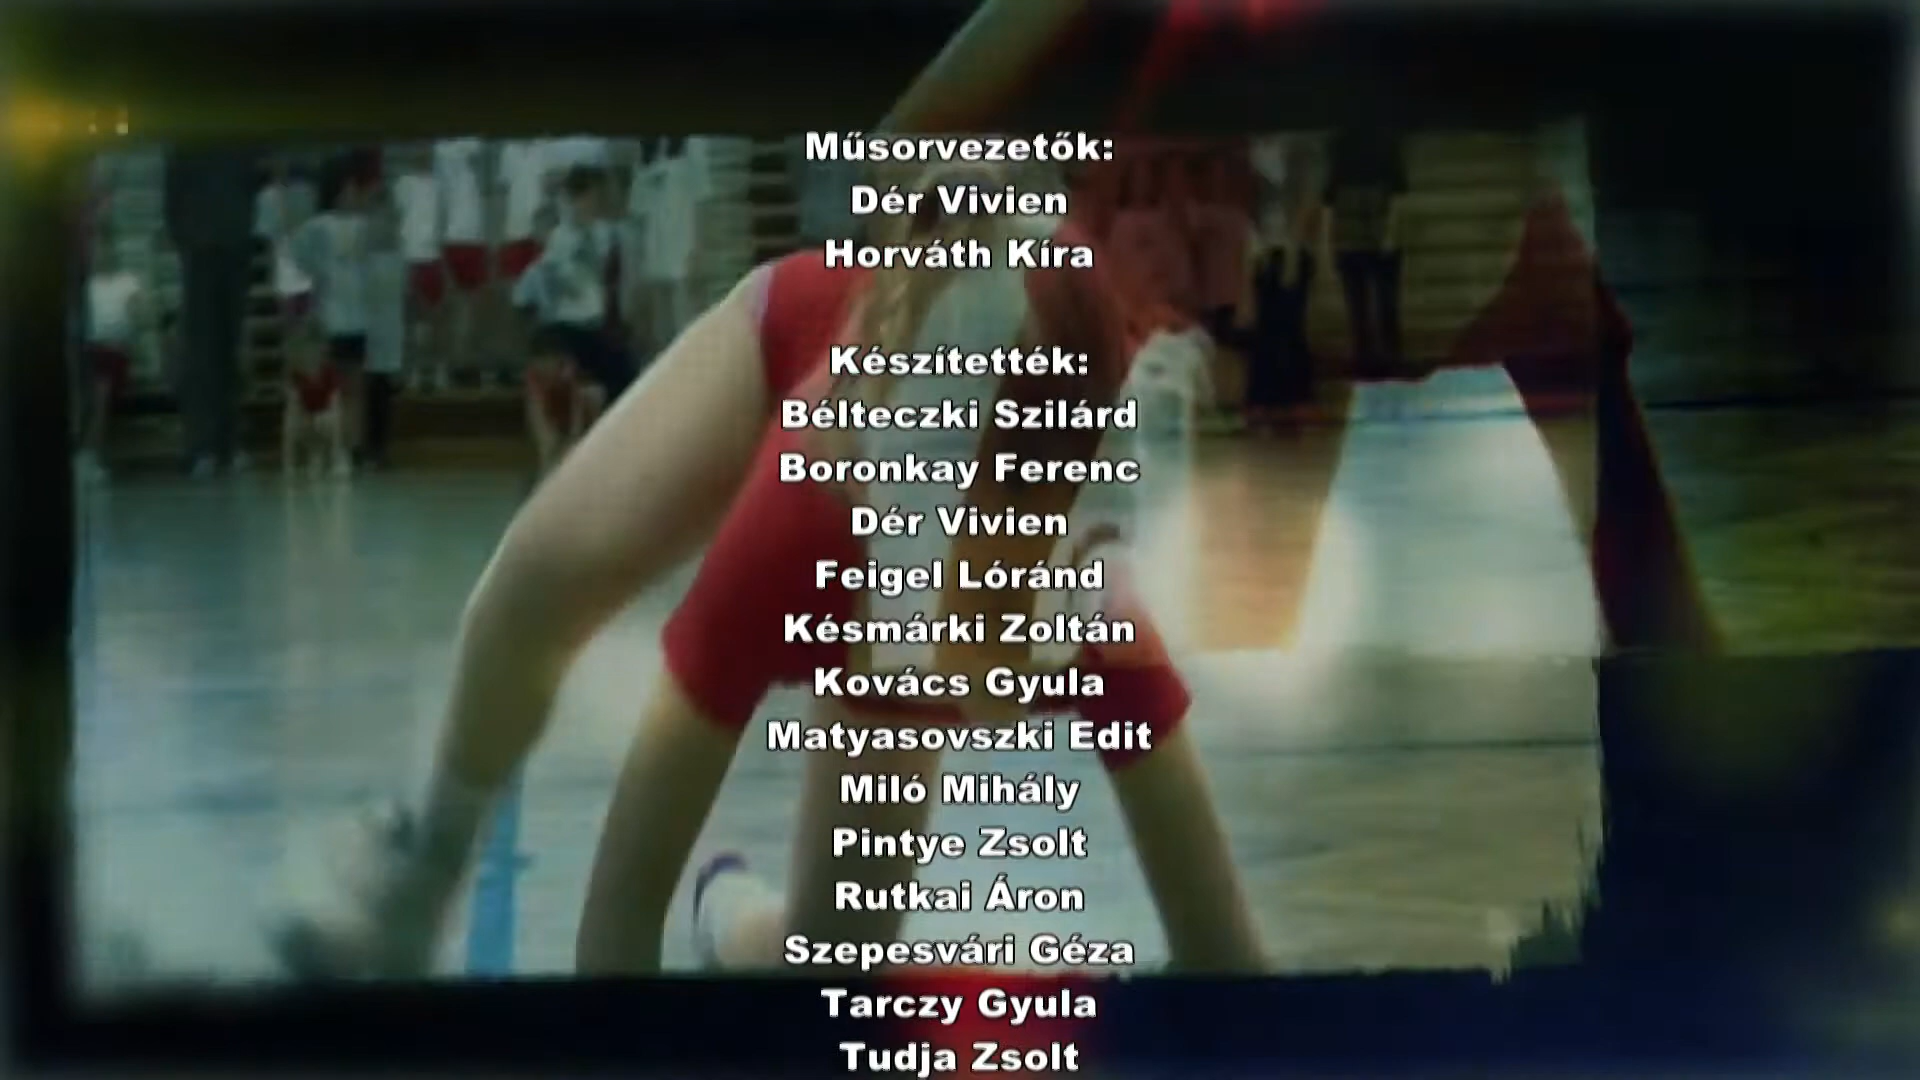 Műsorvezetők:
Dér Vivien
Horváth Kíra
Készítették:
Bélteczki Szilárd
Boronkay Ferenc
Dér Vivien
Feigel Lóránd
Késmárki Zoltán
Kovács Gyula
Matyasovszki Edit
Miló Mihály
Pintye Zsolt
Rutkai Áron
Szepesvári Géza
Tarczy Gyula
Tudja Zsolt